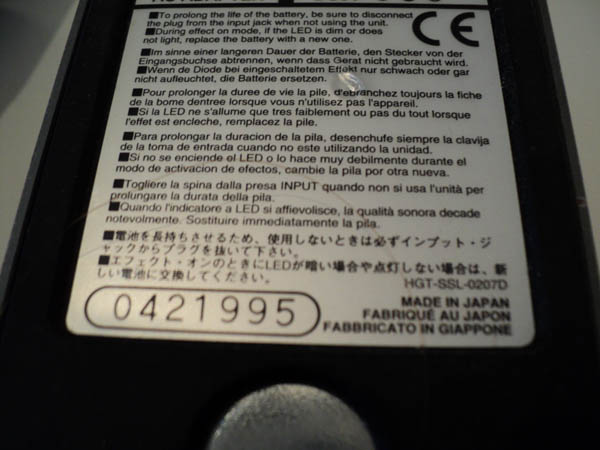 ■To prolong the life of the battery, be sure to disconnect
the plug from the input jack when not using the unit.
■During effect on mode, if the LED is dim or does
not light, replace the battery with a new one.
CE
■Im sinne einer langeren Dauer der Batterie, den Stecker von der
Eingangsbuchse abtrennen, wenn dass Gerat nicht gebraucht wird.
■Wenn de Diode bei eingeschaltetem Effekt nur schwach oder gar
nicht aufleuchtet, die Batterie ersetzen.
■Pour prolonger la duree de vie la pile, d'ebranchez toujours la fiche
de la borne dentree lorsque vous n'utilisez pas l'appareil.
■Si la LED ne s'allume que tres faiblement ou pas du tout lorsque
l'effet est encleche, remplacez la pile.
■Para prolongar la duracion de la pila, desenchufe siempre la clavija
de la toma de entrada cuando no este utilizando la unidad.
■Si no se enciende el LED o lo hace muy debilmente durante el
modo de activacion de efectos, cambie la pila por otra nueva.
■Togliere la spina dalla presa INPUT quando non si usa l'unità per
prolungare la durata della pila.
■Quando l'indicatore a LED si affievolisce, la qualità sonora decade
notevolmente. Sostituire immediatamente la pila.
■電池を長持ちさせるため、使用しないときは必ずインプット・ジ
ャックからプラグを抜いて下さい。
■エフェクト・オンのときにLEDが暗い場合や点灯しない場合は、新
しい電池に交換してください。
HGT-SSL-0207D
0421995
MADE IN JAPAN
FABRIQUÉ AU JAPON
FABBRICATO IN GIAPPONE